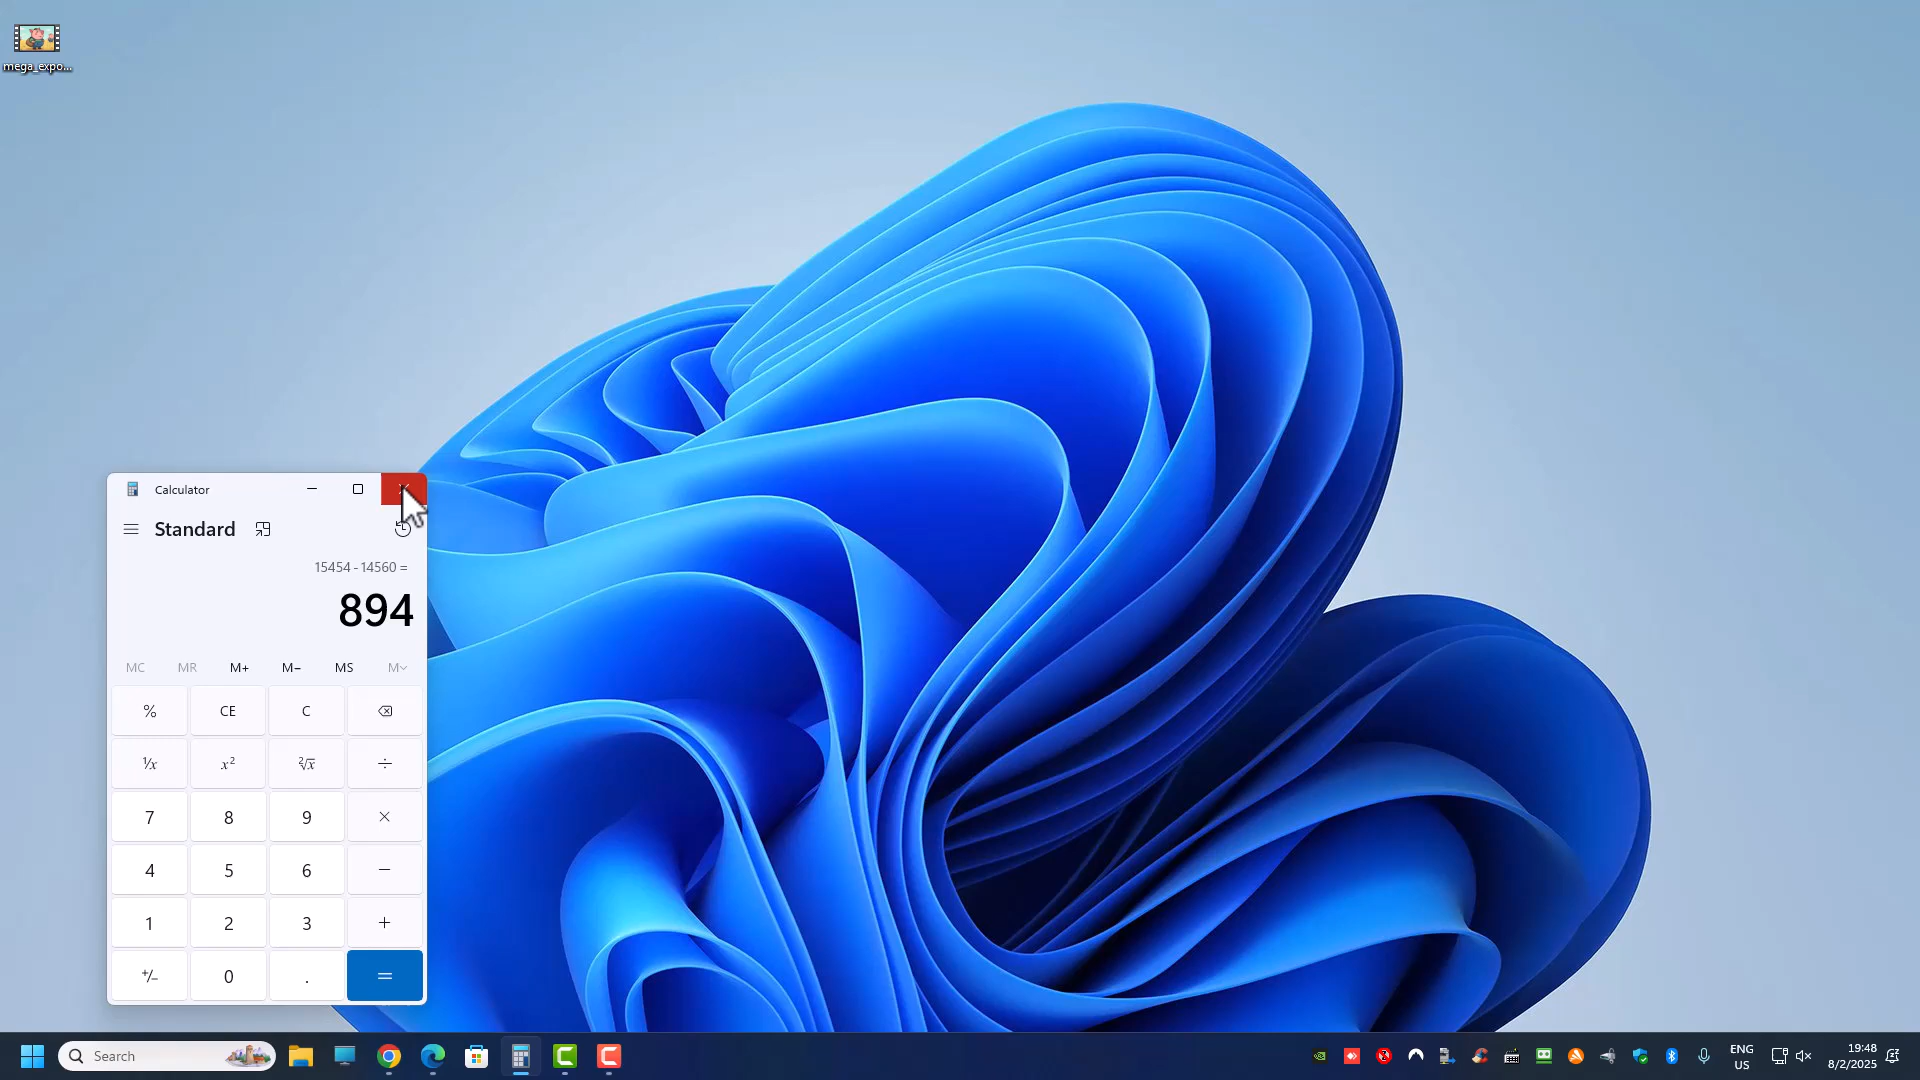 mega_expo...
Calculator
Standard
15454 - 14560 =
894
MC MR M+ M− MS M
% CE C
¹/x x² ²√x ÷
7 8 9 ×
4 5 6 −
1 2 3 +
+/− 0 . =
Search
ENG
US
19:48
8/2/2025